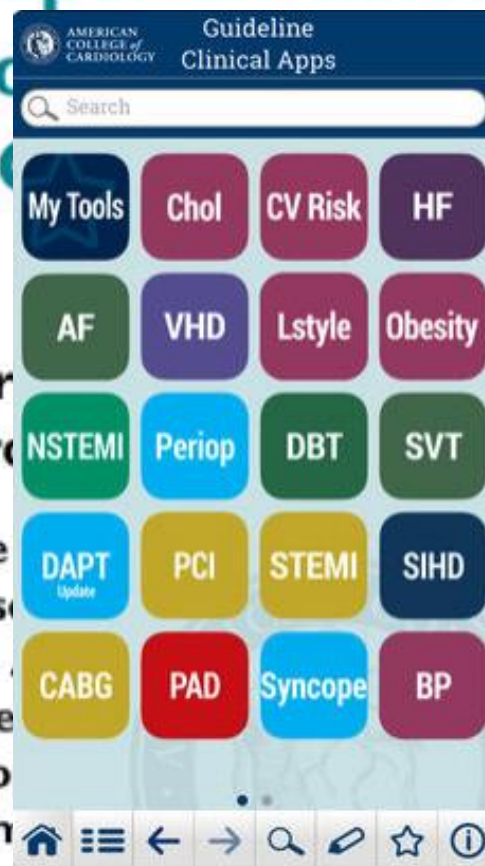 AMERICAN
COLLEGE of
CARDIOLOGY
Guideline
Clinical Apps
Search
My Tools Chol CV Risk HF
AF VHD Lstyle Obesity
NSTEMI Periop DBT SVT
DAPT PCI STEMI SIHD
Update
CABG PAD Syncope BP